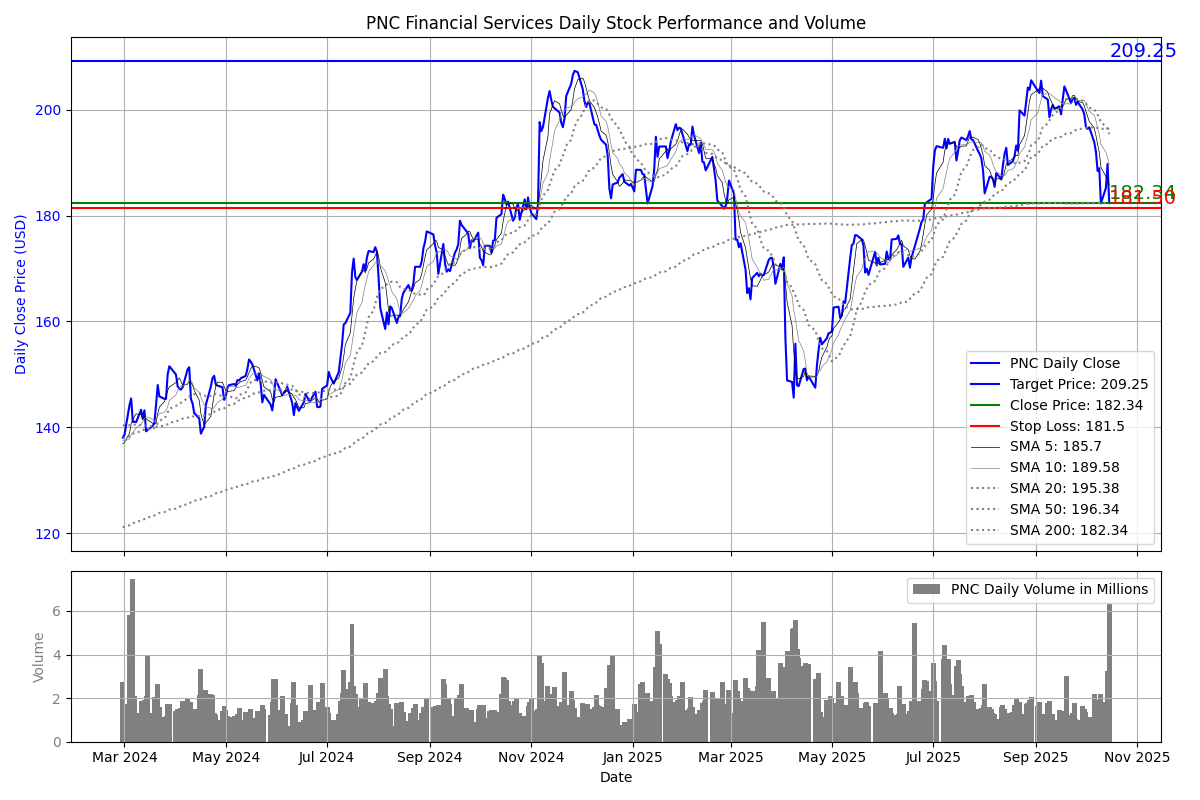 PNC Financial Services Daily Stock Performance and Volume
209.25
182.34
181.50
Daily Close Price (USD)
200
180
160
140
120
PNC Daily Close
Target Price: 209.25
Close Price: 182.34
Stop Loss: 181.5
SMA 5: 185.7
SMA 10: 189.58
SMA 20: 195.38
SMA 50: 196.34
SMA 200: 182.34
PNC Daily Volume in Millions
Volume
6
4
2
0
Mar 2024 May 2024 Jul 2024 Sep 2024 Nov 2024 Jan 2025 Mar 2025 May 2025 Jul 2025 Sep 2025 Nov 2025
Date